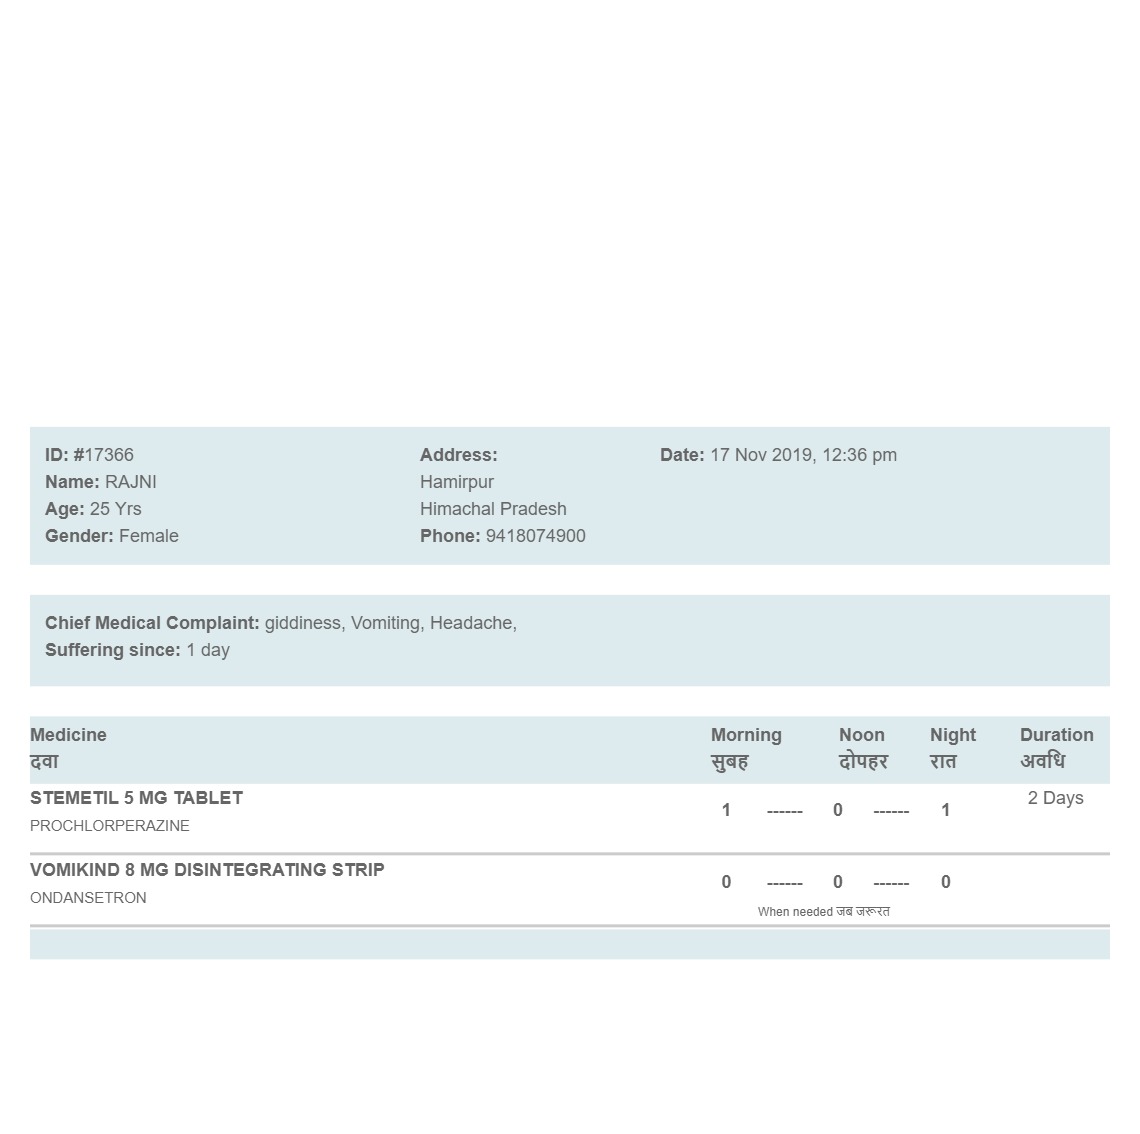 ID: #17366
Name: RAJNI
Age: 25 Yrs
Gender: Female
Address:
Hamirpur
Himachal Pradesh
Phone: 9418074900
Date: 17 Nov 2019, 12:36 pm
Chief Medical Complaint: giddiness, Vomiting, Headache,
Suffering since: 1 day
Medicine Morning Noon Night Duration
दवा सुबह दोपहर रात अवधि
STEMETIL 5 MG TABLET 1 ------ 0 ------ 1 2 Days
PROCHLORPERAZINE
VOMIKIND 8 MG DISINTEGRATING STRIP 0 ------ 0 ------ 0
ONDANSETRON
When needed जब जरूरत